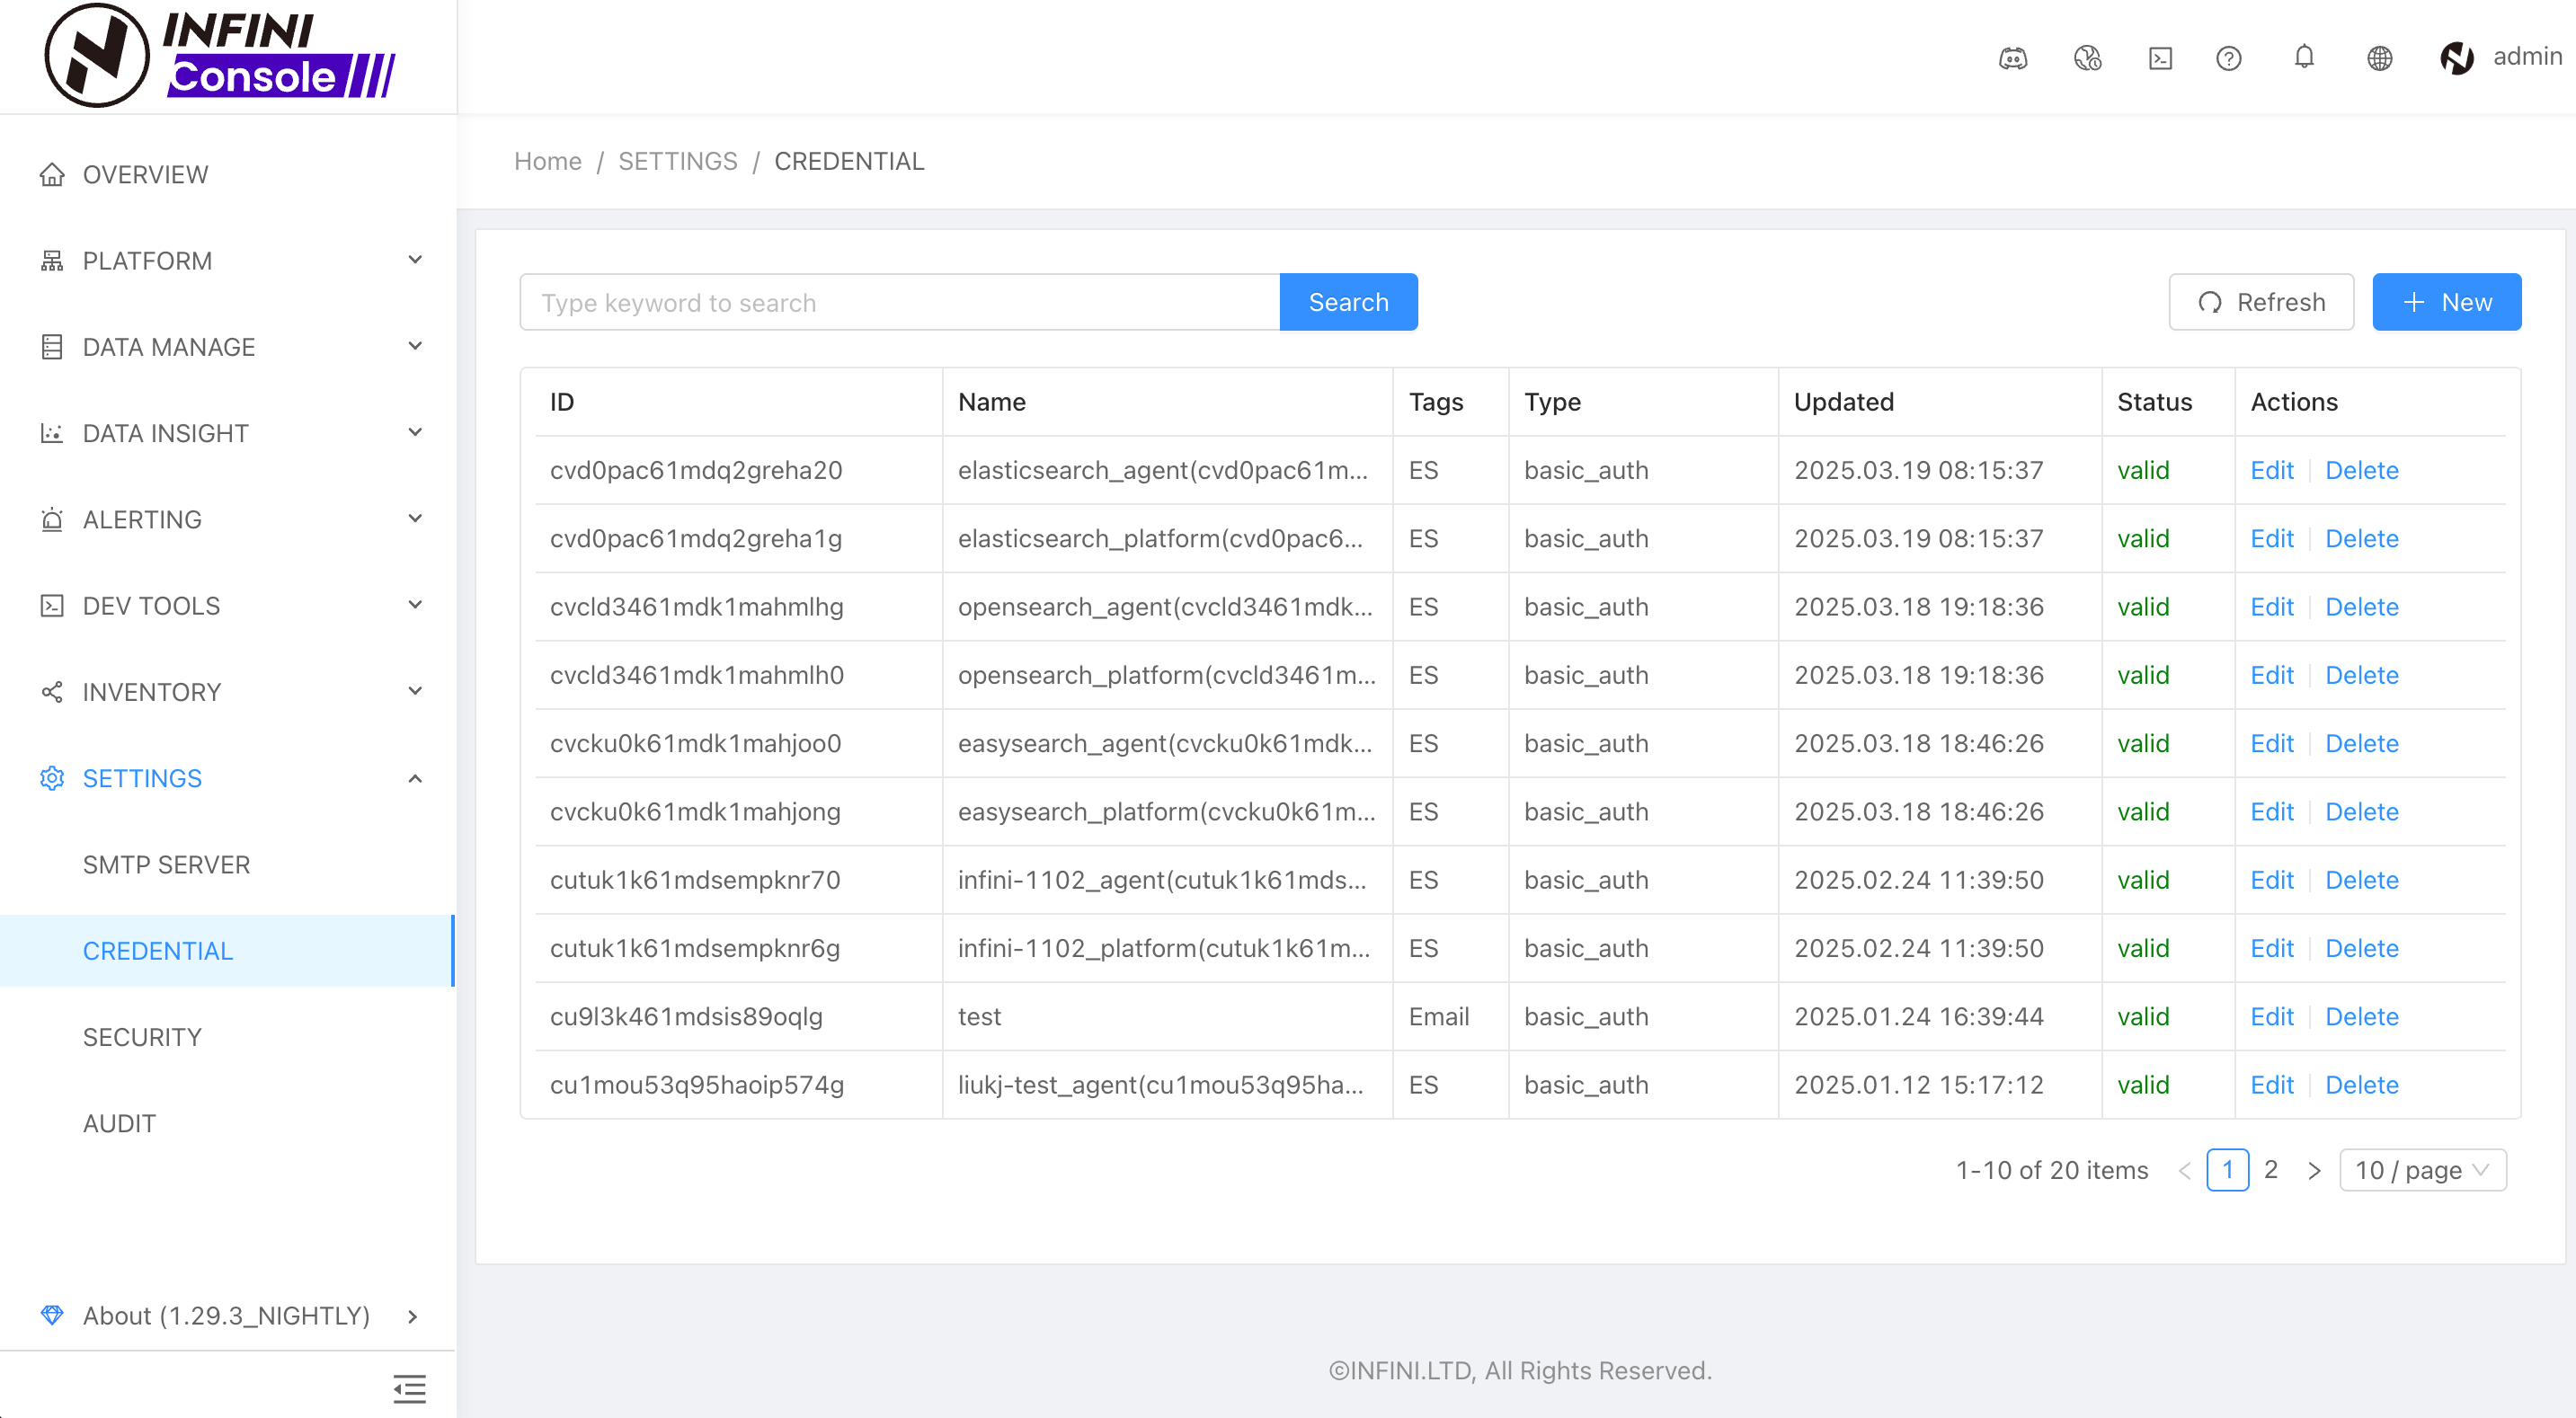 INFINI
Console
admin
OVERVIEW
PLATFORM
DATA MANAGE
DATA INSIGHT
ALERTING
DEV TOOLS
INVENTORY
SETTINGS
SMTP SERVER
CREDENTIAL
SECURITY
AUDIT
About (1.29.3_NIGHTLY)
Home / SETTINGS / CREDENTIAL
Type keyword to search Search Refresh New
ID Name Tags Type Updated Status Actions
cvd0pac61mdq2greha20 elasticsearch_agent(cvd0pac61m... ES basic_auth 2025.03.19 08:15:37 valid Edit Delete
cvd0pac61mdq2greha1g elasticsearch_platform(cvd0pac6... ES basic_auth 2025.03.19 08:15:37 valid Edit Delete
cvcld3461mdk1mahmlhg opensearch_agent(cvcld3461mdk... ES basic_auth 2025.03.18 19:18:36 valid Edit Delete
cvcld3461mdk1mahmlh0 opensearch_platform(cvcld3461m... ES basic_auth 2025.03.18 19:18:36 valid Edit Delete
cvcku0k61mdk1mahjoo0 easysearch_agent(cvcku0k61mdk... ES basic_auth 2025.03.18 18:46:26 valid Edit Delete
cvcku0k61mdk1mahjong easysearch_platform(cvcku0k61m... ES basic_auth 2025.03.18 18:46:26 valid Edit Delete
cutuk1k61mdsempknr70 infini-1102_agent(cutuk1k61mds... ES basic_auth 2025.02.24 11:39:50 valid Edit Delete
cutuk1k61mdsempknr6g infini-1102_platform(cutuk1k61m... ES basic_auth 2025.02.24 11:39:50 valid Edit Delete
cu9l3k461mdsis89oqlg test Email basic_auth 2025.01.24 16:39:44 valid Edit Delete
cu1mou53q95haoip574g liukj-test_agent(cu1mou53q95ha... ES basic_auth 2025.01.12 15:17:12 valid Edit Delete
1-10 of 20 items < 1 2 > 10 / page
©INFINI.LTD, All Rights Reserved.